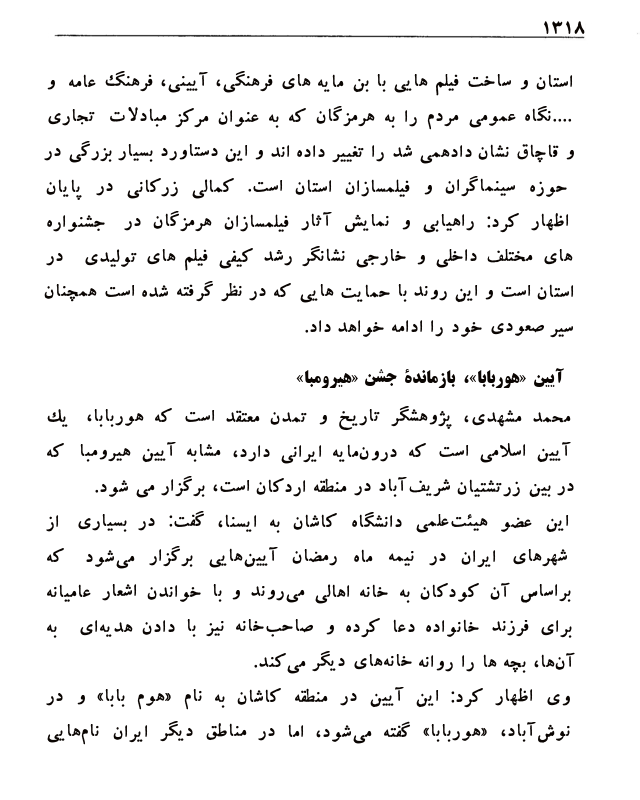 ۱۳۱۸
استان و ساخت فیلم هایی با بن مایه های فرهنگی، آیینی، فرهنگ عامه و
....نگاه عمومی مردم را به هرمزگان که به عنوان مرکز مبادلات تجاری
و قاچاق نشان دادهمی شد را تغییر داده اند و این دستاورد بسیار بزرگی در
حوزه سینماگران و فیلمسازان استان است. کمالی زرکانی در پایان
اظهار کرد: راهیابی و نمایش آثار فیلمسازان هرمزگان در جشنواره
های مختلف داخلی و خارجی نشانگر رشد کیفی فیلم های تولیدی در
استان است و این روند با حمایت هایی که در نظر گرفته شده است همچنان
سیر صعودی خود را ادامه خواهد داد.
آیین «هوربابا»، بازماندهٔ جشن «هیرومبا»
محمد مشهدی، پژوهشگر تاریخ و تمدن معتقد است که هوربابا، یك
آیین اسلامی است که درون‌مایه ایرانی دارد، مشابه آیین هیرومبا که
در بین زرتشتیان شریف‌آباد در منطقه اردکان است، برگزار می شود.
این عضو هیئت‌علمی دانشگاه کاشان به ایسنا، گفت: در بسیاری از
شهرهای ایران در نیمه ماه رمضان آیین‌هایی برگزار می‌شود که
براساس آن کودکان به خانه اهالی می‌روند و با خواندن اشعار عامیانه
برای فرزند خانواده دعا کرده و صاحب‌خانه نیز با دادن هدیه‌ای به
آن‌ها، بچه ها را روانه خانه‌های دیگر می‌کند.
وی اظهار کرد: این آیین در منطقه کاشان به نام «هوم بابا» و در
نوش‌آباد، «هوربابا» گفته می‌شود، اما در مناطق دیگر ایران نام‌هایی